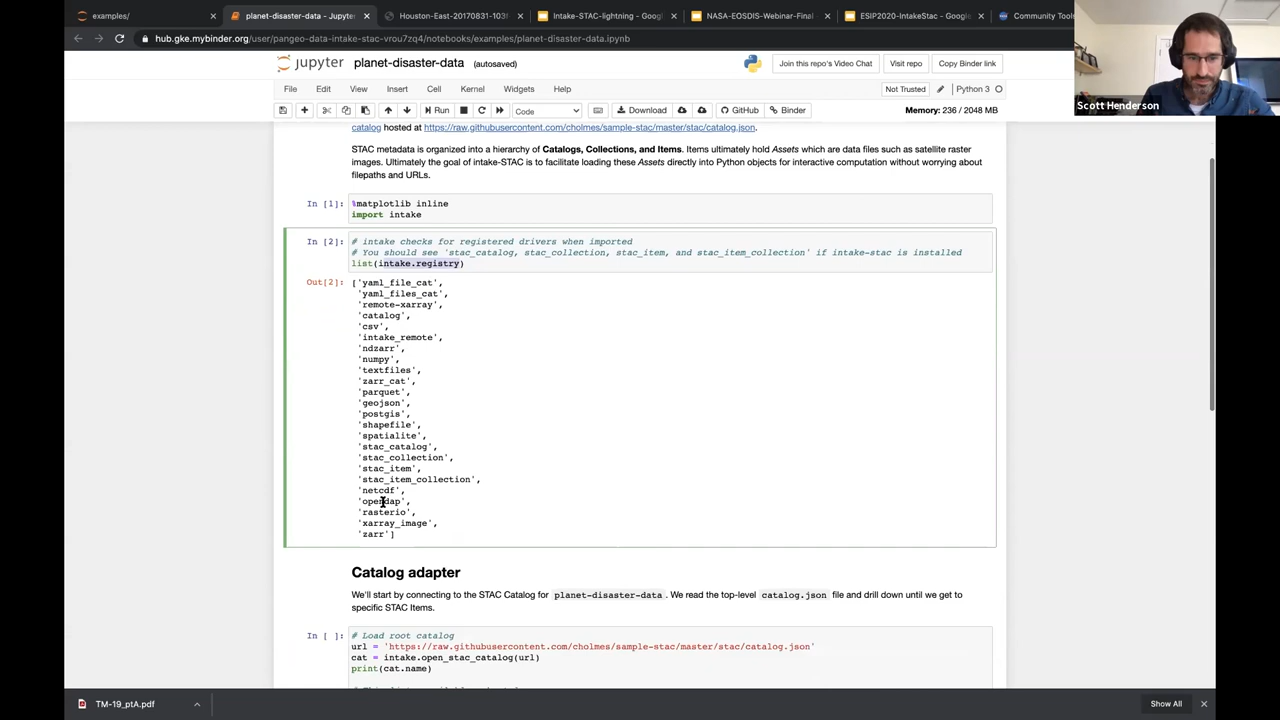 examples/
planet-disaster-data - Jupyter
Houston-East-20170831-103
Intake-STAC-lightning - Goog
NASA-EOSDIS-Webinar-Final
ESIP2020-IntakeStac - Google
Community Tool
hub.gke.mybinder.org/user/pangeo-data-intake-stac-vrou7zq4/notebooks/examples/planet-disaster-data.ipynb
Scott Henderson
jupyter planet-disaster-data (autosaved)
Join this repo's Video Chat
Visit repo
Copy Binder link
File Edit View Insert Cell Kernel Widgets Help
Not Trusted
Python 3
Run
Code
Download
GitHub
Binder
Memory: 236 / 2048 MB
catalog hosted at https://raw.githubusercontent.com/cholmes/sample-stac/master/stac/catalog.json.
STAC metadata is organized into a hierarchy of Catalogs, Collections, and Items. Items ultimately hold Assets which are data files such as satellite raster
images. Ultimately the goal of intake-STAC is to facilitate loading these Assets directly into Python objects for interactive computation without worrying about
filepaths and URLs.
In [1]: %matplotlib inline
import intake
In [2]: # intake checks for registered drivers when imported
# You should see 'stac_catalog, stac_collection, stac_item, and stac_item_collection' if intake-stac is installed
list(intake.registry)
Out[2]: ['yaml_file_cat',
'yaml_files_cat',
'remote-xarray',
'catalog',
'csv',
'intake_remote',
'ndzarr',
'numpy',
'textfiles',
'zarr_cat',
'parquet',
'geojson',
'postgis',
'shapefile',
'spatialite',
'stac_catalog',
'stac_collection',
'stac_item',
'stac_item_collection',
'netcdf',
'opendap',
'rasterio',
'xarray_image',
'zarr']
Catalog adapter
We'll start by connecting to the STAC Catalog for planet-disaster-data. We read the top-level catalog.json file and drill down until we get to
specific STAC Items.
In [ ]: # Load root catalog
url = 'https://raw.githubusercontent.com/cholmes/sample-stac/master/stac/catalog.json'
cat = intake.open_stac_catalog(url)
print(cat.name)
TM-19_ptA.pdf
Show All